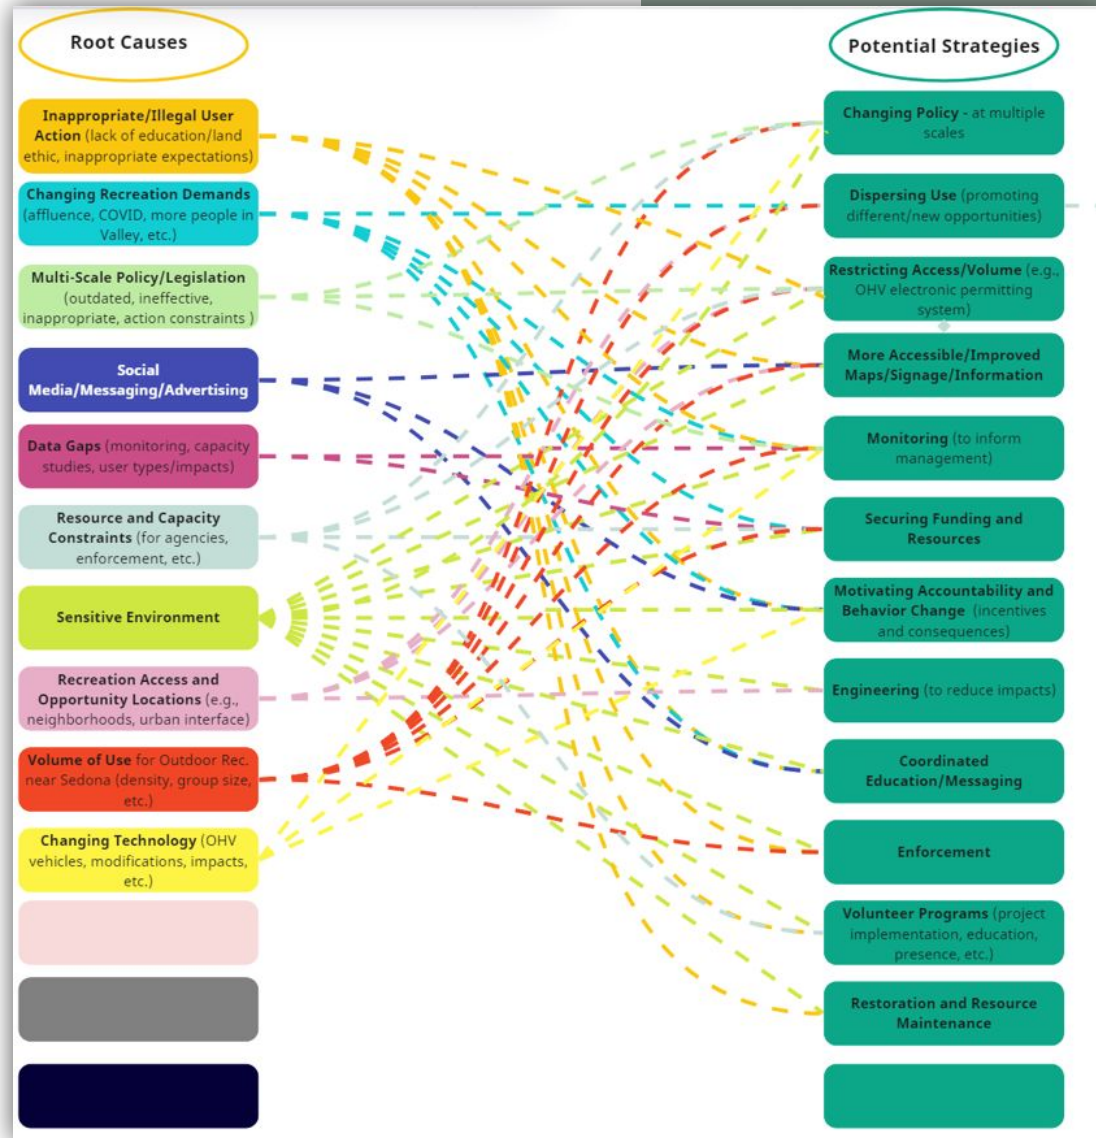 Root Causes
Inappropriate/Illegal User
Action (lack of education/land
ethic, inappropriate expectations)
Changing Recreation Demands
(affluence, COVID, more people in
Valley, etc.)
Multi-Scale Policy/Legislation
(outdated, ineffective,
inappropriate, action constraints )
Social
Media/Messaging/Advertising
Data Gaps (monitoring, capacity
studies, user types/impacts)
Resource and Capacity
Constraints (for agencies,
enforcement, etc.)
Sensitive Environment
Recreation Access and
Opportunity Locations (e.g.,
neighborhoods, urban interface)
Volume of Use for Outdoor Rec.
near Sedona (density, group size,
etc.)
Changing Technology (OHV
vehicles, modifications, impacts,
etc.)
Potential Strategies
Changing Policy - at multiple
scales
Dispersing Use (promoting
different/new opportunities)
Restricting Access/Volume (e.g.,
OHV electronic permitting
system)
More Accessible/Improved
Maps/Signage/Information
Monitoring (to inform
management)
Securing Funding and
Resources
Motivating Accountability and
Behavior Change (incentives
and consequences)
Engineering (to reduce impacts)
Coordinated
Education/Messaging
Enforcement
Volunteer Programs (project
implementation, education,
presence, etc.)
Restoration and Resource
Maintenance